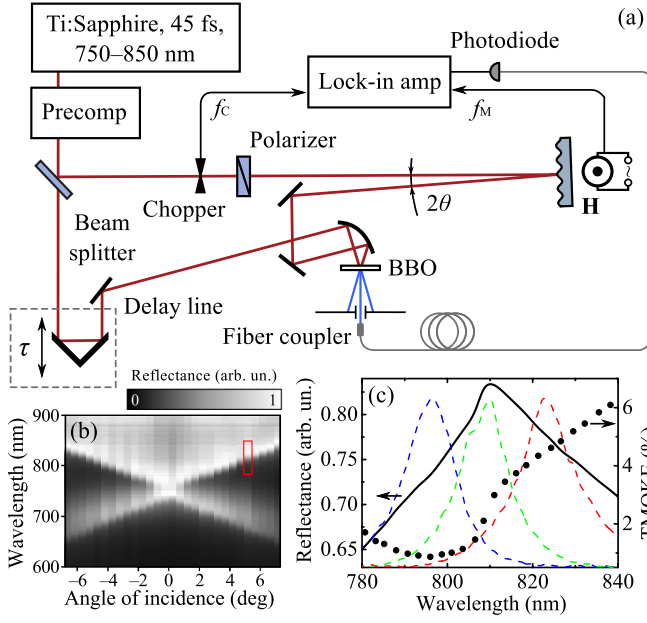 (a)
Ti:Sapphire, 45 fs,
750–850 nm
Precomp
Lock-in amp
Photodiode
f_C
f_M
Polarizer
Chopper
2θ
H
Beam
splitter
Delay line
BBO
Fiber coupler
τ
Reflectance (arb. un.)
0 1
(b)
Wavelength (nm)
900
800
700
600
−6 −4 −2 0 2 4 6
Angle of incidence (deg)
(c)
Reflectance (arb. un.)
0.80
0.75
0.70
0.65
TMOKE (%)
6
4
2
780 800 820 840
Wavelength (nm)